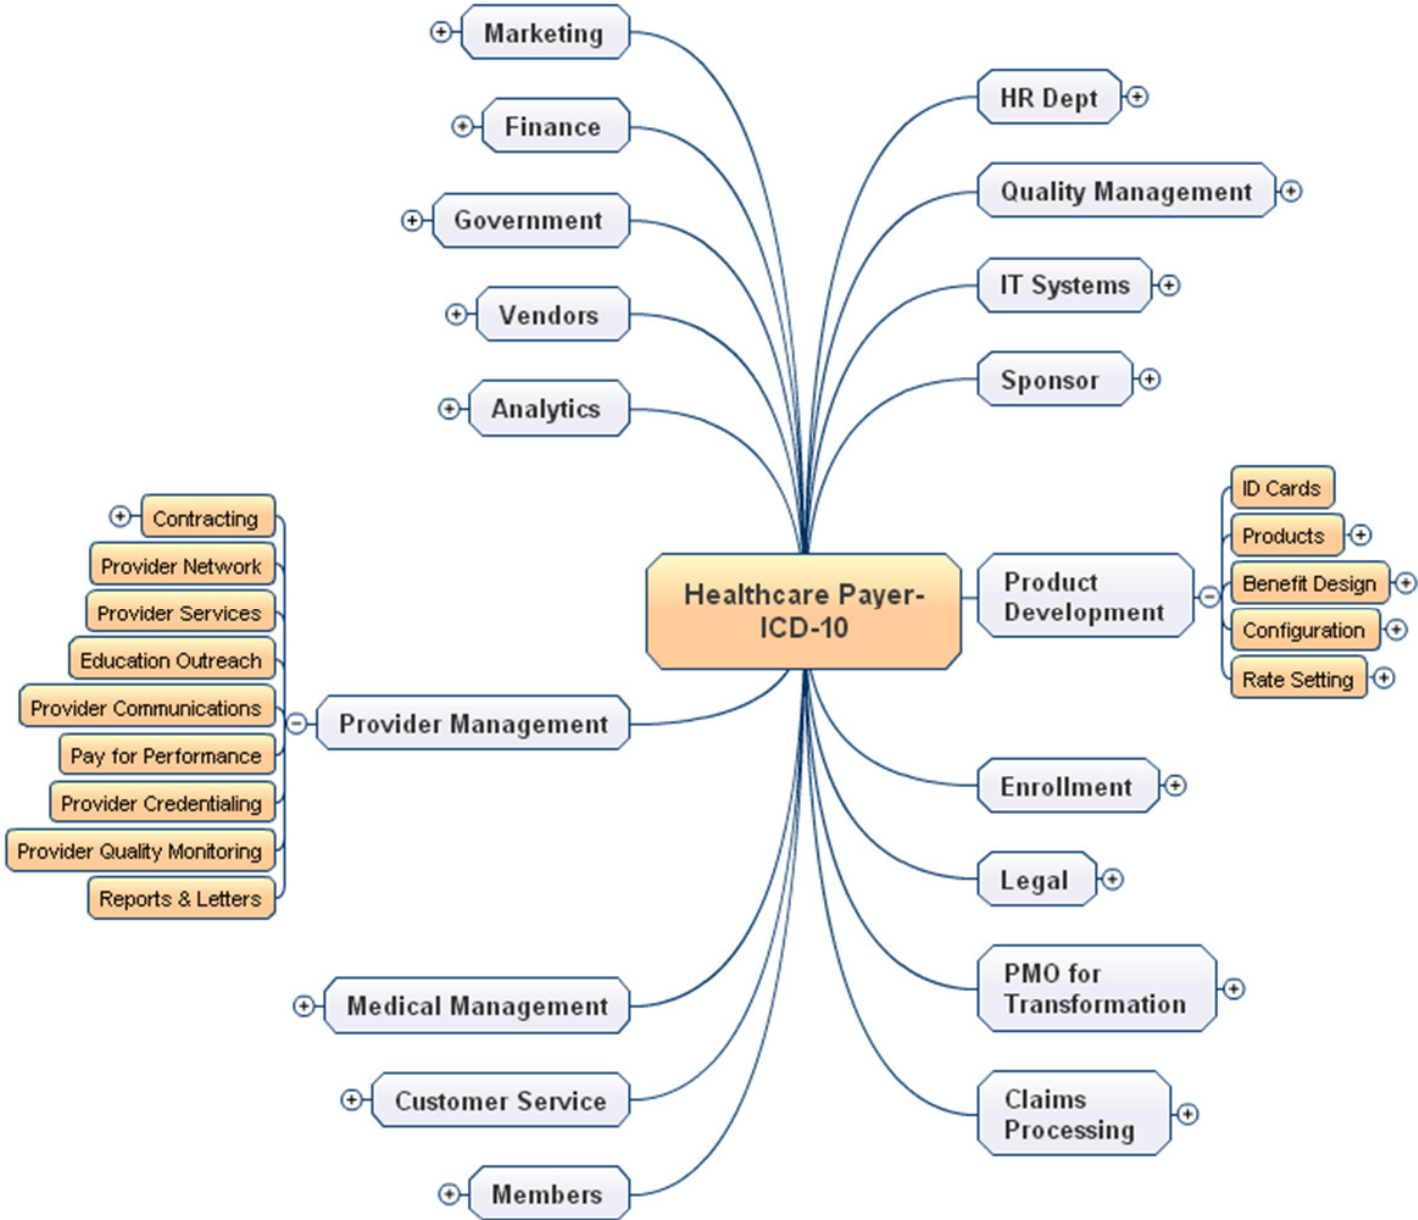 Marketing
Finance
Government
Vendors
Analytics
HR Dept
Quality Management
IT Systems
Sponsor
Healthcare Payer-
ICD-10
Product
Development
ID Cards
Products
Benefit Design
Configuration
Rate Setting
Contracting
Provider Network
Provider Services
Education Outreach
Provider Communications
Pay for Performance
Provider Credentialing
Provider Quality Monitoring
Reports & Letters
Provider Management
Enrollment
Legal
PMO for
Transformation
Claims
Processing
Medical Management
Customer Service
Members